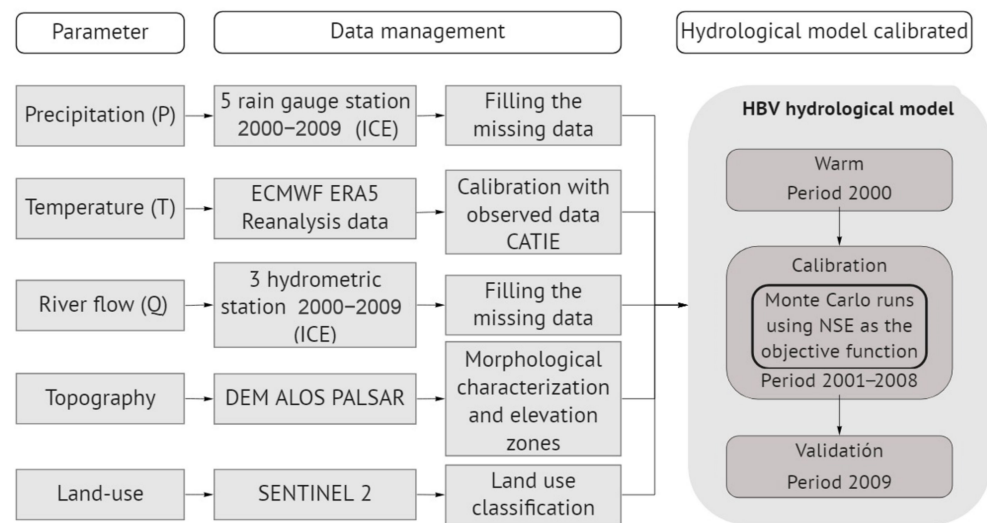 Parameter
Data management
Hydrological model calibrated
Precipitation (P)
5 rain gauge station
2000–2009 (ICE)
Filling the
missing data
Temperature (T)
ECMWF ERA5
Reanalysis data
Calibration with
observed data
CATIE
River flow (Q)
3 hydrometric
station 2000–2009
(ICE)
Filling the
missing data
Topography
DEM ALOS PALSAR
Morphological
characterization
and elevation
zones
Land-use
SENTINEL 2
Land use
classification
HBV hydrological model
Warm
Period 2000
Calibration
Monte Carlo runs
using NSE as the
objective function
Period 2001–2008
Validatión
Period 2009